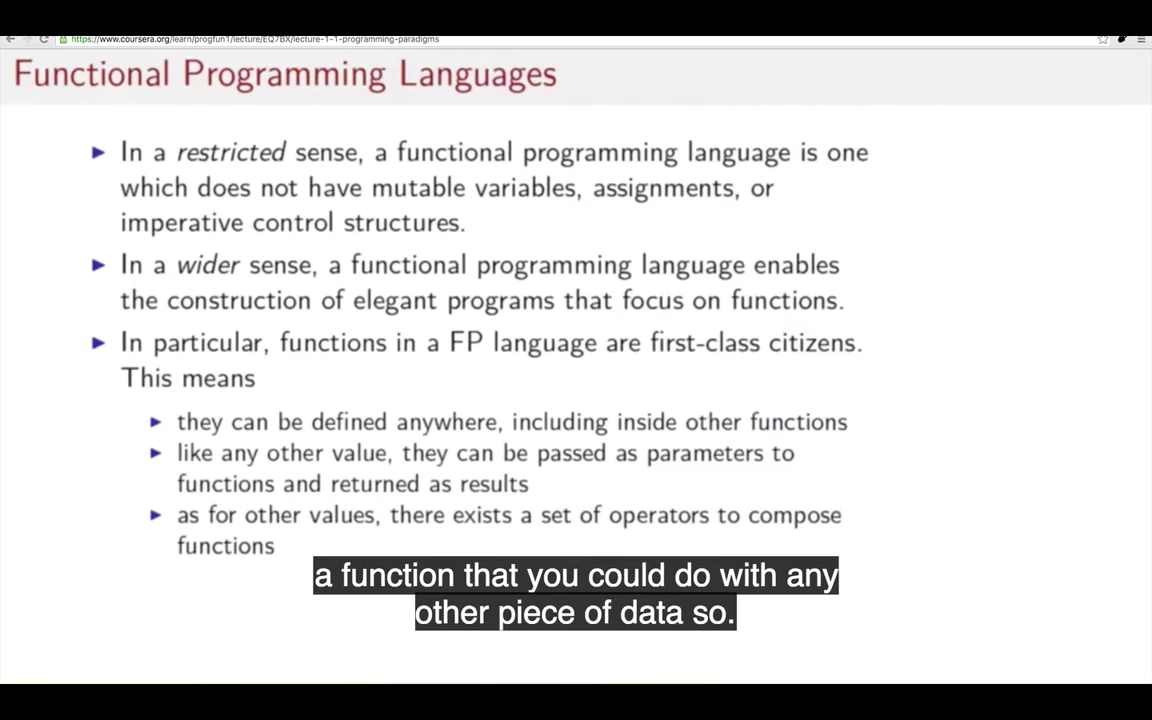 https://www.coursera.org/learn/progfun1/lecture/EQ7BX/lecture-1-1-programming-paradigms
Functional Programming Languages
In a restricted sense, a functional programming language is one
which does not have mutable variables, assignments, or
imperative control structures.
In a wider sense, a functional programming language enables
the construction of elegant programs that focus on functions.
In particular, functions in a FP language are first-class citizens.
This means
they can be defined anywhere, including inside other functions
like any other value, they can be passed as parameters to
functions and returned as results
as for other values, there exists a set of operators to compose
functions
a function that you could do with any
other piece of data so.